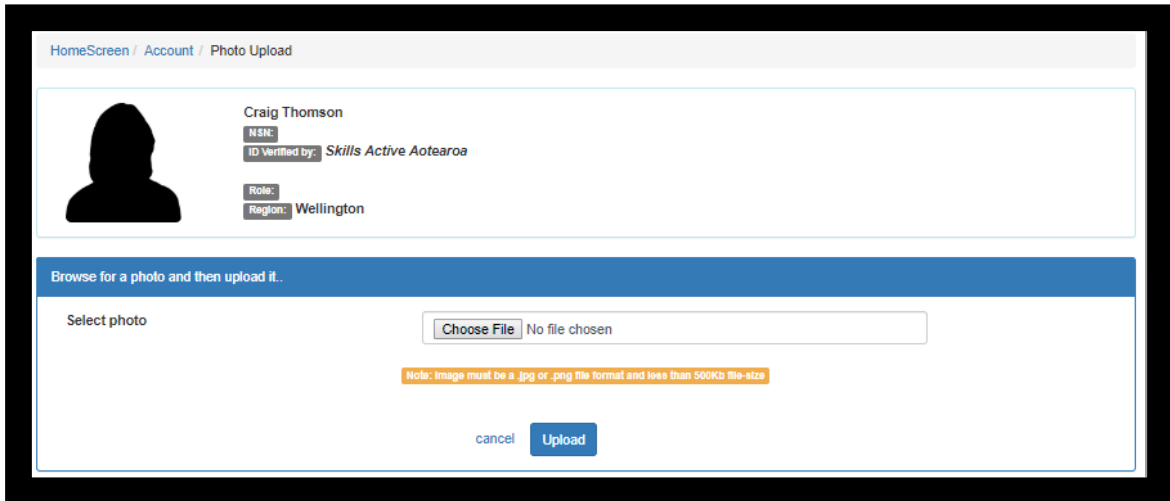 HomeScreen / Account / Photo Upload
Craig Thomson
NSN:
ID Verified by: Skills Active Aotearoa
Role:
Region: Wellington
Browse for a photo and then upload it..
Select photo
Choose File No file chosen
Note: Image must be a .jpg or .png file format and less than 500Kb file-size
cancel Upload